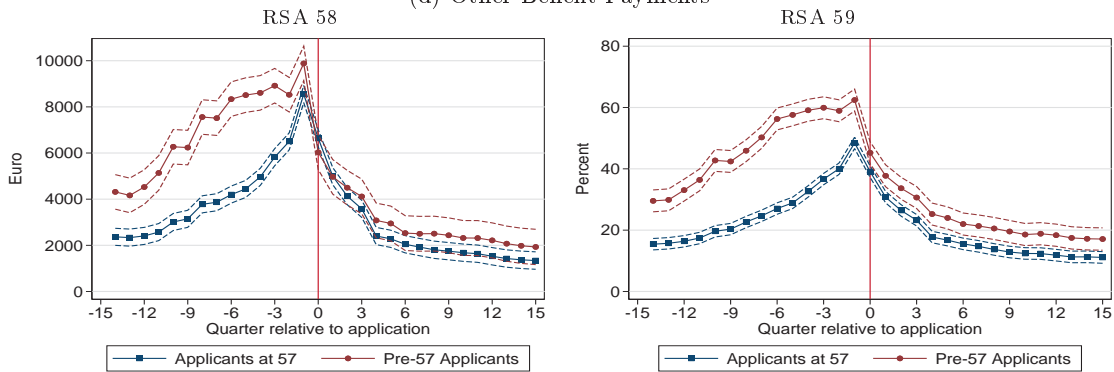 (d) Other Benefit Payments
RSA 58
RSA 59
Euro
10000
8000
6000
4000
2000
0
-15 -12 -9 -6 -3 0 3 6 9 12 15
Quarter relative to application
Applicants at 57 Pre-57 Applicants
Percent
80
60
40
20
0
-15 -12 -9 -6 -3 0 3 6 9 12 15
Quarter relative to application
Applicants at 57 Pre-57 Applicants